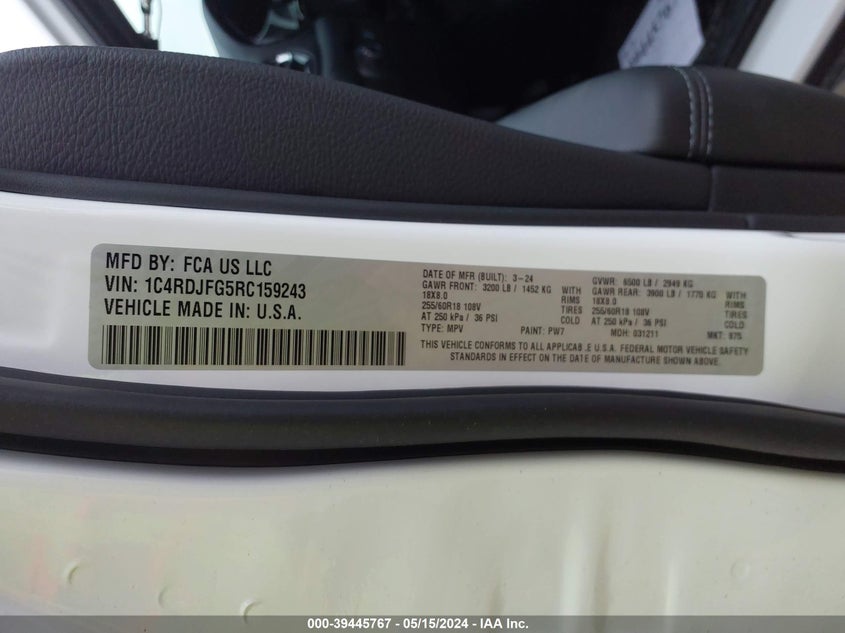 MFD BY: FCA US LLC
VIN: 1C4RDJFG5RC159243
VEHICLE MADE IN: U.S.A.
DATE OF MFR (BUILT): 3-24
GAWR FRONT: 3200 LB / 1452 KG WITH
18X8.0 RIMS
255/60R18 108V TIRES
AT 250 kPa / 36 PSI COLD
TYPE: MPV PAINT: PW7
GVWR: 6500 LB / 2949 KG
GAWR REAR: 3900 LB / 1770 KG WITH
18X8.0 RIMS
255/60R18 108V TIRES
AT 250 kPa / 36 PSI COLD
MDH: 031211 MKT:
THIS VEHICLE CONFORMS TO ALL APPLICAB.E U.S.A. FEDERAL MOTOR VEHICLE SAFETY
STANDARDS IN EFFECT ON THE DATE OF MANUFACTURE SHOWN ABOVE.
000-39445767 - 05/15/2024 - IAA Inc.